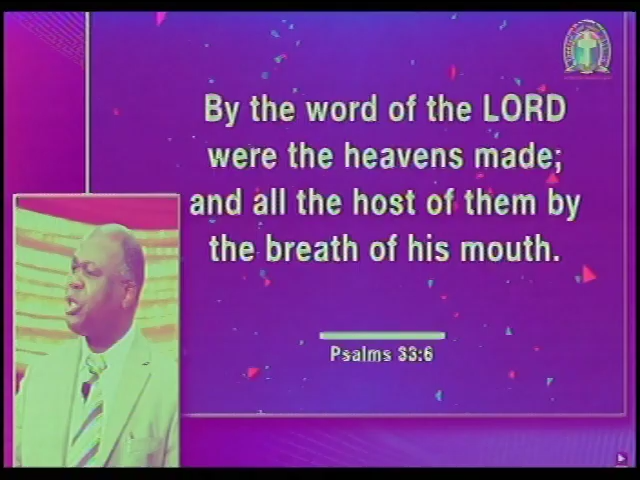 By the word of the LORD
were the heavens made;
and all the host of them by
the breath of his mouth.
Psalms 33:6